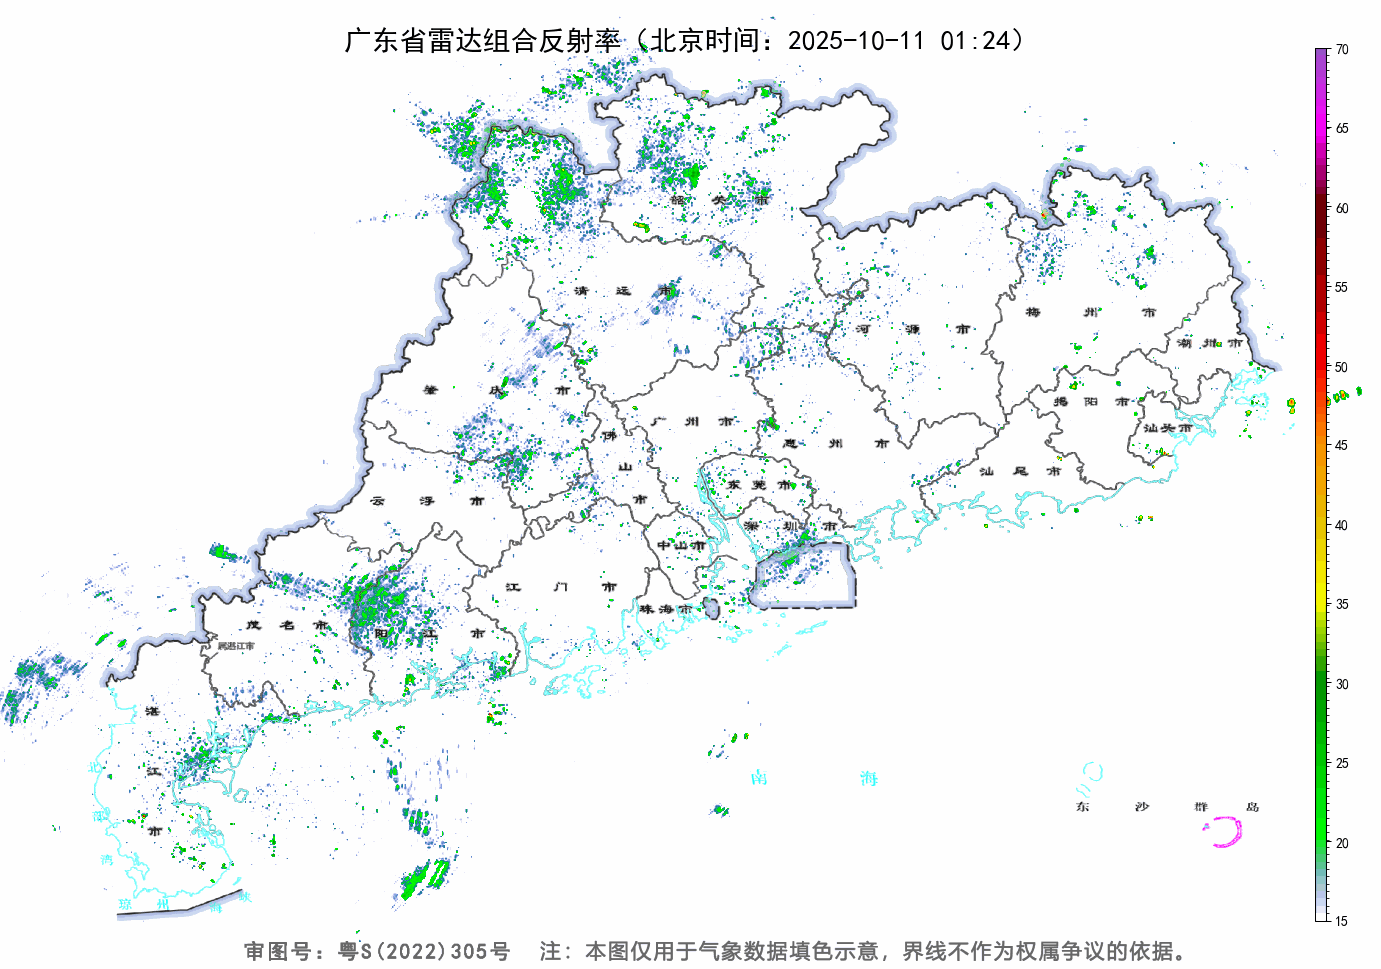 广东省雷达组合反射率（北京时间：2025-10-11 01:24）
70
65
60
55
50
45
40
35
30
25
20
15
韶关市
清远市
河源市
梅州市
潮州市
肇庆市
揭阳市
广州市
佛山市
惠州市
汕头市
云浮市
东莞市
汕尾市
深圳市
中山市
江门市
珠海市
茂名市
阳江市
属湛江市
湛江市
南海
东沙群岛
北部湾
琼州海峡
审图号：粤S(2022)305号 注：本图仅用于气象数据填色示意，界线不作为权属争议的依据。